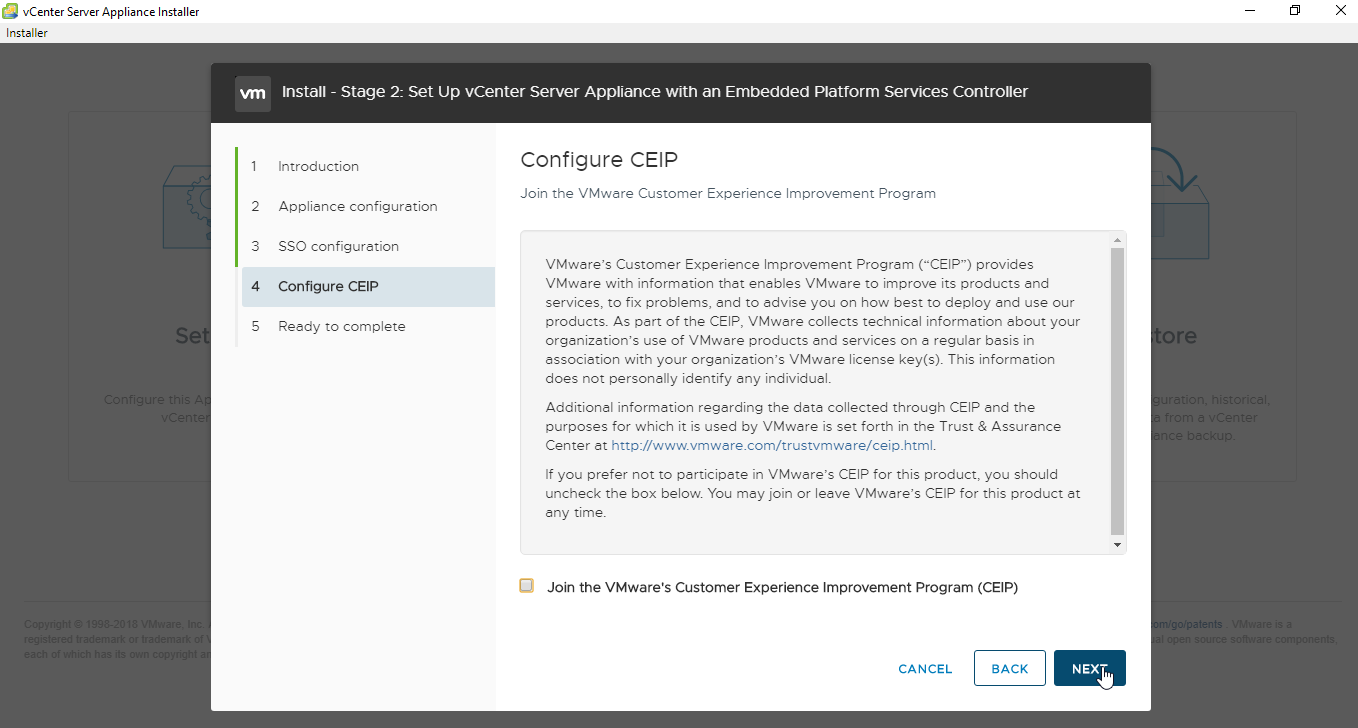 vCenter Server Appliance Installer
Installer
vm
Install - Stage 2: Set Up vCenter Server Appliance with an Embedded Platform Services Controller
1 Introduction
2 Appliance configuration
3 SSO configuration
4 Configure CEIP
5 Ready to complete
Configure CEIP
Join the VMware Customer Experience Improvement Program
VMware's Customer Experience Improvement Program (“CEIP”) provides
VMware with information that enables VMware to improve its products and
services, to fix problems, and to advise you on how best to deploy and use our
products. As part of the CEIP, VMware collects technical information about your
organization's use of VMware products and services on a regular basis in
association with your organization's VMware license key(s). This information
does not personally identify any individual.
Additional information regarding the data collected through CEIP and the
purposes for which it is used by VMware is set forth in the Trust & Assurance
Center at http://www.vmware.com/trustvmware/ceip.html.
If you prefer not to participate in VMware's CEIP for this product, you should
uncheck the box below. You may join or leave VMware's CEIP for this product at
any time.
Join the VMware's Customer Experience Improvement Program (CEIP)
CANCEL BACK NEXT
Set
Configure this Ap
vCenter
tore
guration, historical,
ta from a vCenter
iance backup.
Copyright © 1998-2018 VMware, Inc.
registered trademark or trademark of V
each of which has its own copyright an
com/go/patents VMware is a
ual open source software components,